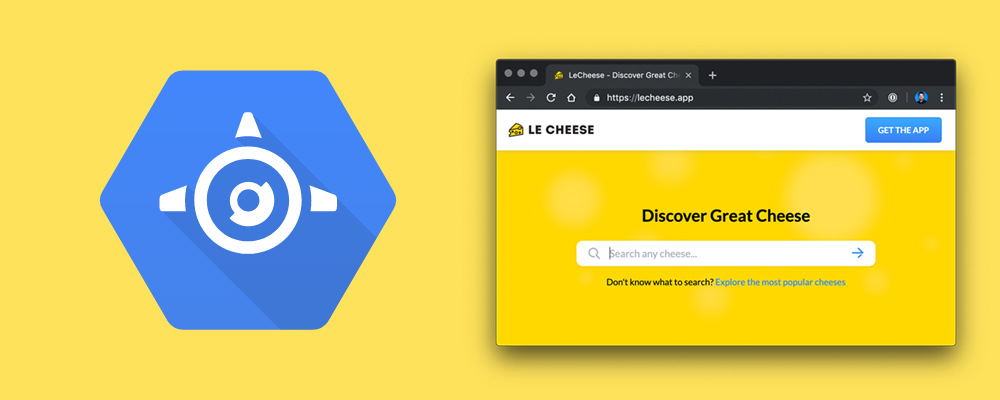 LeCheese - Discover Great Ch
https://lecheese.app
LE CHEESE
GET THE APP
Discover Great Cheese
Search any cheese...
Don't know what to search? Explore the most popular cheeses